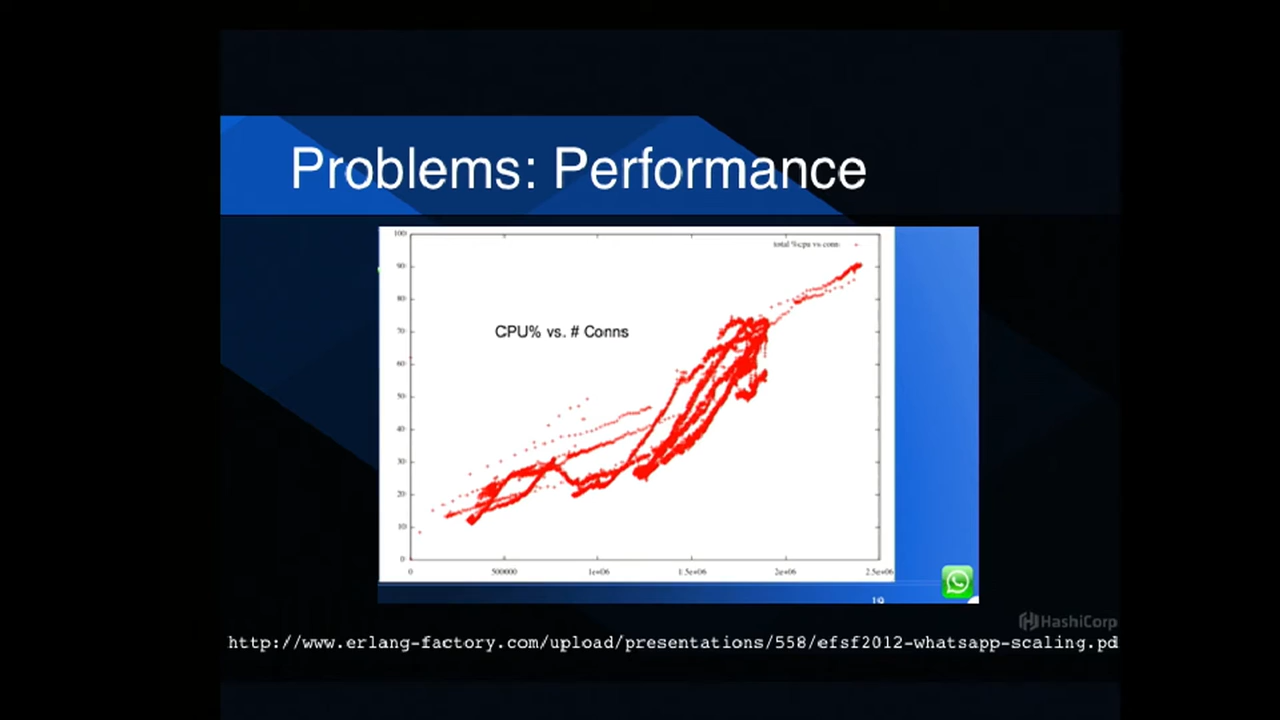 Problems: Performance
100
total %cpu vs conn
90
80
70
CPU% vs. # Conns
60
50
40
30
20
10
0
0 500000 1e+06 1.5e+06 2e+06 2.5e+06
19
HashiCorp
http://www.erlang-factory.com/upload/presentations/558/efsf2012-whatsapp-scaling.pd